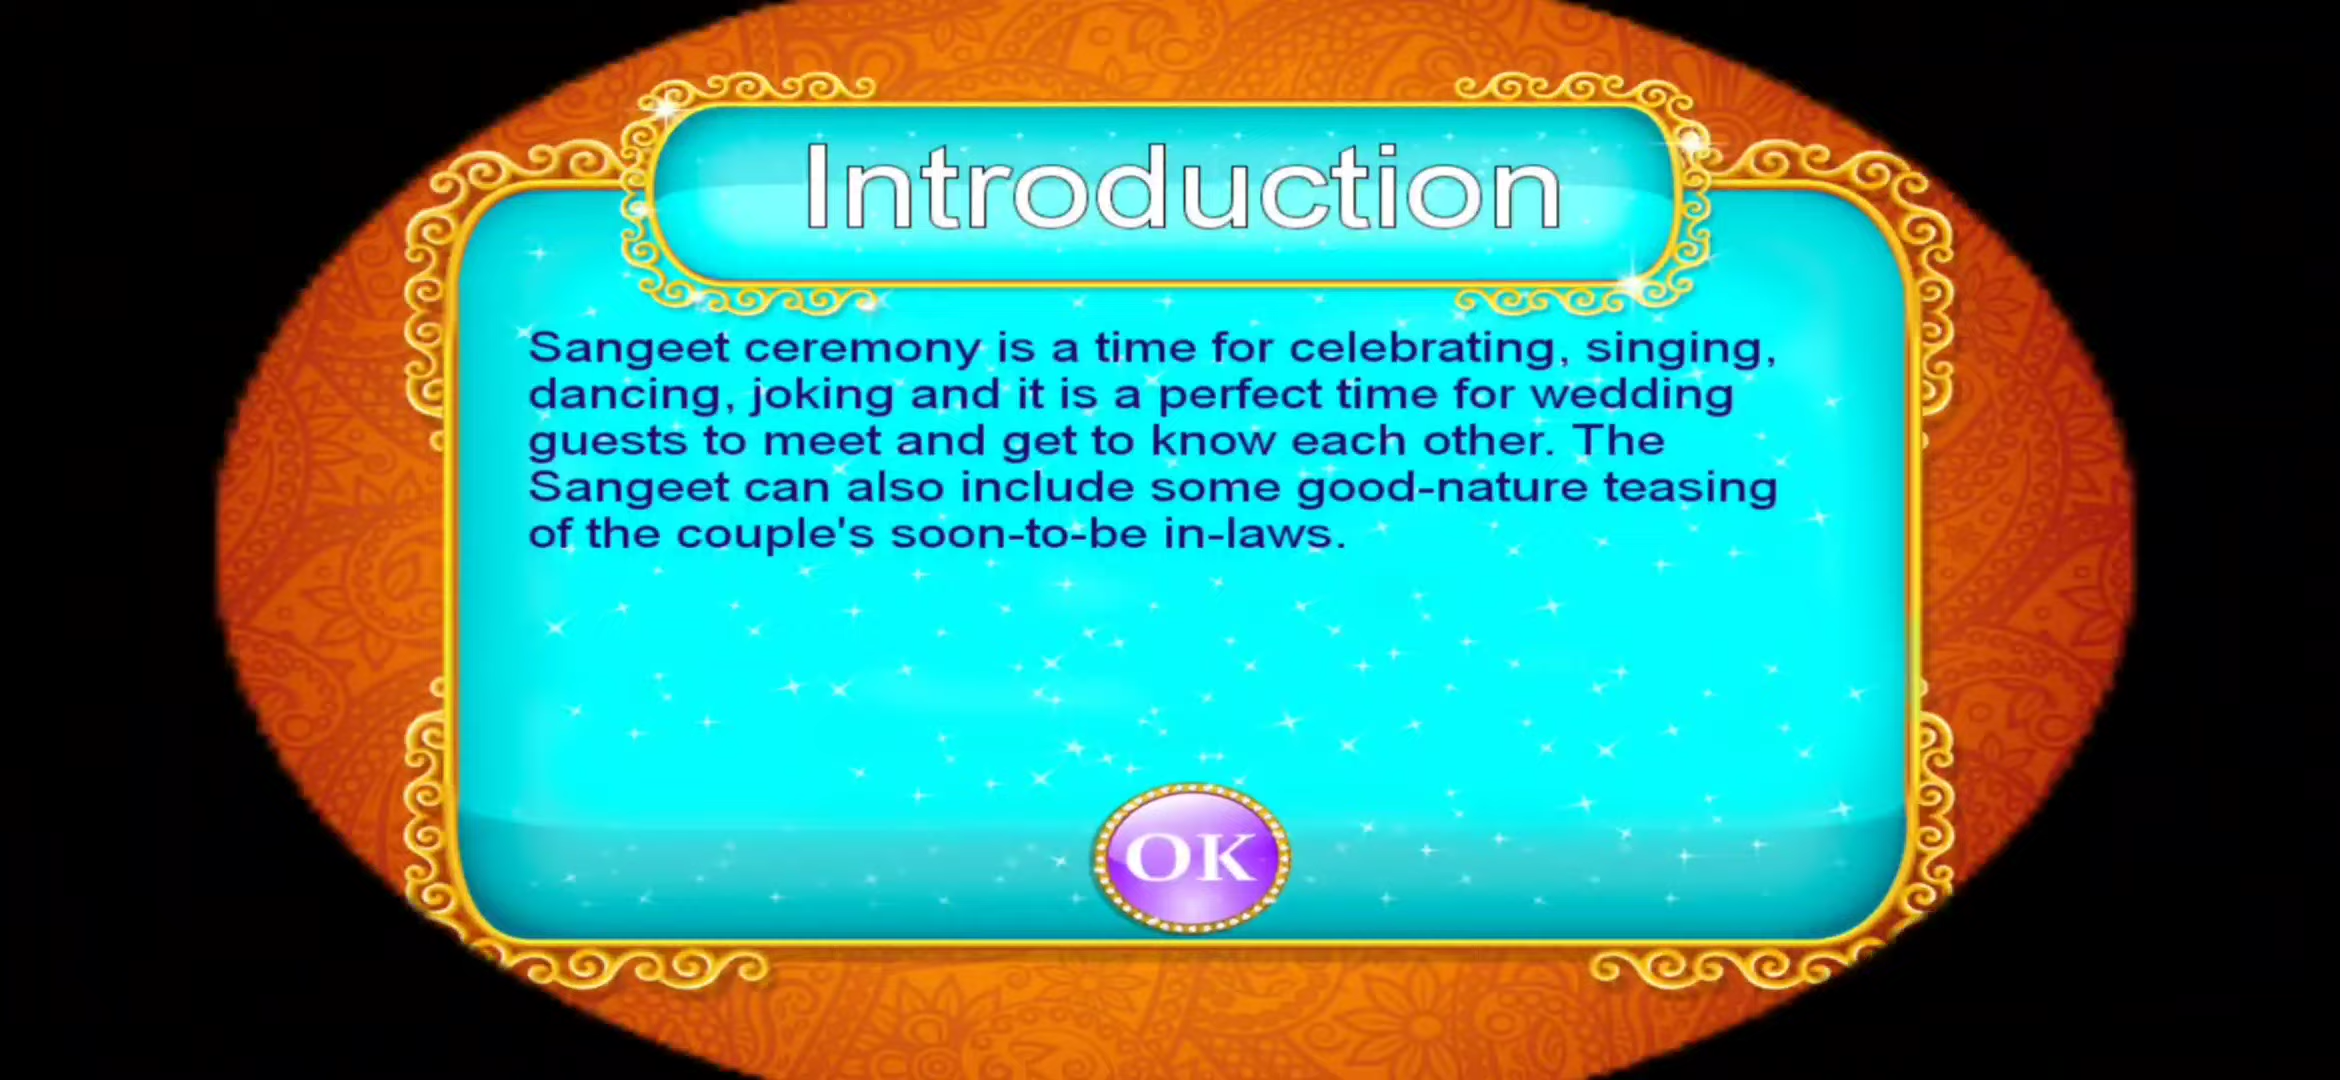 Introduction
Sangeet ceremony is a time for celebrating, singing,
dancing, joking and it is a perfect time for wedding
guests to meet and get to know each other. The
Sangeet can also include some good-nature teasing
of the couple's soon-to-be in-laws.
OK